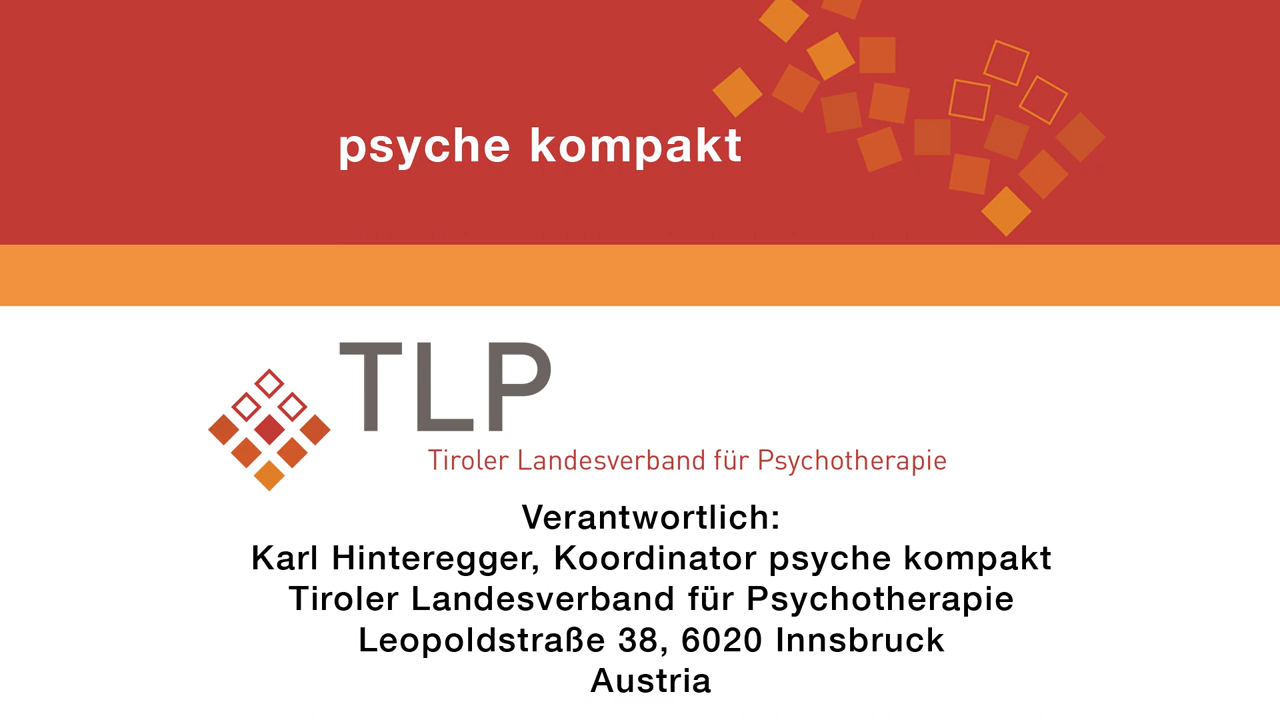 psyche kompakt
TLP
Tiroler Landesverband für Psychotherapie
Verantwortlich:
Karl Hinteregger, Koordinator psyche kompakt
Tiroler Landesverband für Psychotherapie
Leopoldstraße 38, 6020 Innsbruck
Austria